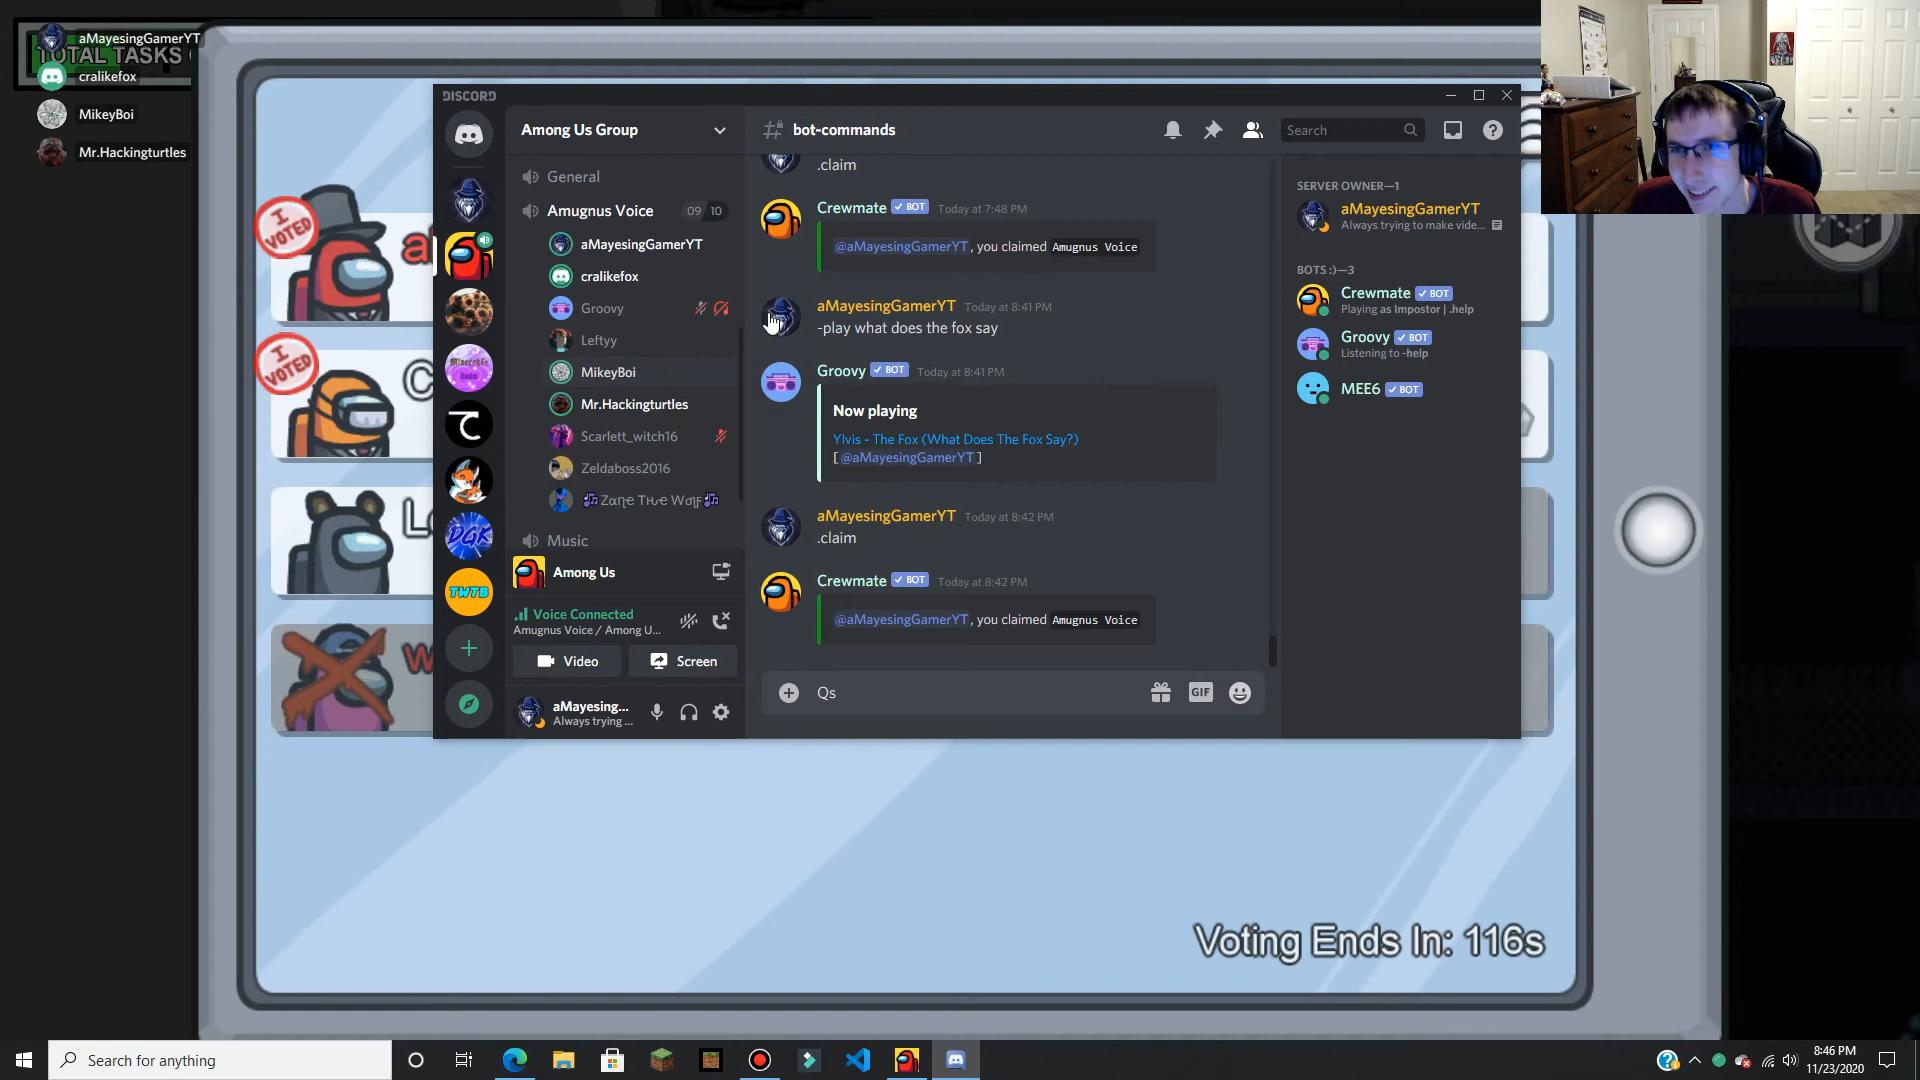 aMayesingGamerYT
TOTAL TASKS
cralikefox
MikeyBoi
Mr.Hackingturtles
I VOTED
I VOTED
DISCORD
Among Us Group
General
Amugnus Voice 09 10
aMayesingGamerYT
cralikefox
Groovy
Leftyy
MikeyBoi
Mr.Hackingturtles
Scarlett_witch16
Zeldaboss2016
Music
Among Us
Voice Connected
Amugnus Voice / Among U...
Video Screen
aMayesing...
Always trying ...
DGK
TWTB
bot-commands
Search
.claim
Crewmate BOT Today at 7:48 PM
@aMayesingGamerYT, you claimed Amugnus Voice
aMayesingGamerYT Today at 8:41 PM
-play what does the fox say
Groovy BOT Today at 8:41 PM
Now playing
Ylvis - The Fox (What Does The Fox Say?)
[@aMayesingGamerYT]
aMayesingGamerYT Today at 8:42 PM
.claim
Crewmate BOT Today at 8:42 PM
@aMayesingGamerYT, you claimed Amugnus Voice
Qs
GIF
SERVER OWNER—1
aMayesingGamerYT
Always trying to make vide...
BOTS :)—3
Crewmate BOT
Playing as Impostor | .help
Groovy BOT
Listening to -help
MEE6 BOT
Voting Ends In: 116s
Search for anything
8:46 PM
11/23/2020